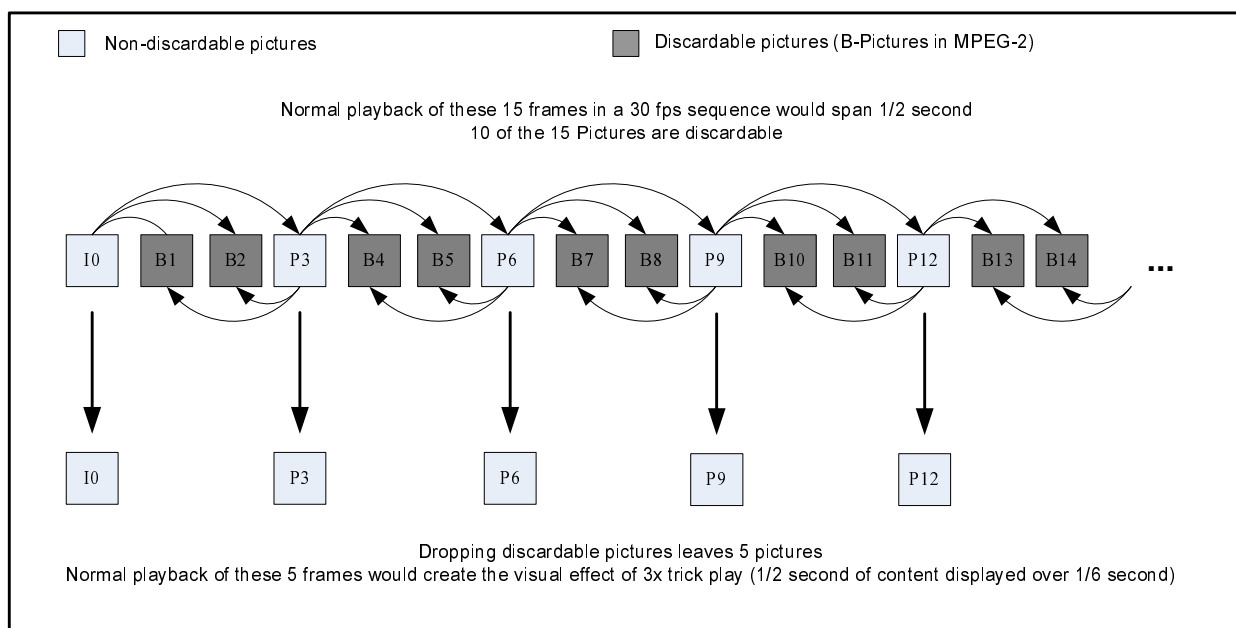 Non-discardable pictures
Discardable pictures (B-Pictures in MPEG-2)
Normal playback of these 15 frames in a 30 fps sequence would span 1/2 second
10 of the 15 Pictures are discardable
I0 B1 B2 P3 B4 B5 P6 B7 B8 P9 B10 B11 P12 B13 B14 ...
I0 P3 P6 P9 P12
Dropping discardable pictures leaves 5 pictures
Normal playback of these 5 frames would create the visual effect of 3x trick play (1/2 second of content displayed over 1/6 second)